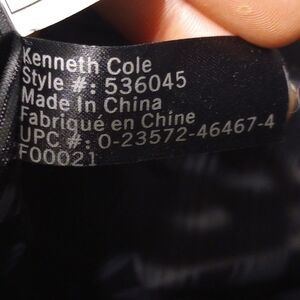 Kenneth Cole
Style #: 536045
Made In China
Fabriqué en Chine
UPC #: 0-23572-46467-4
F00021